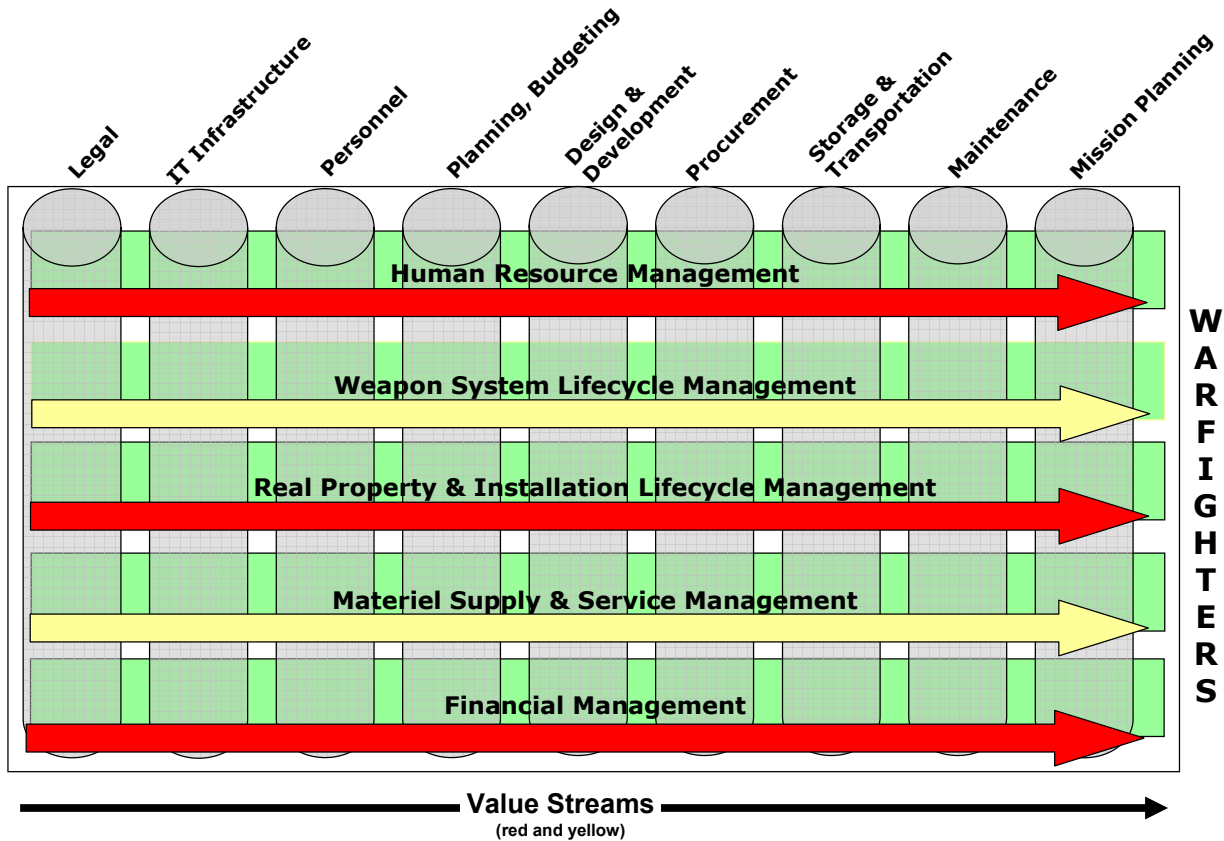 Legal
IT Infrastructure
Personnel
Planning, Budgeting
Design &
Development
Procurement
Storage &
Transportation
Maintenance
Mission Planning
Human Resource Management
Weapon System Lifecycle Management
Real Property & Installation Lifecycle Management
Materiel Supply & Service Management
Financial Management
W
A
R
F
I
G
H
T
E
R
S
Value Streams
(red and yellow)